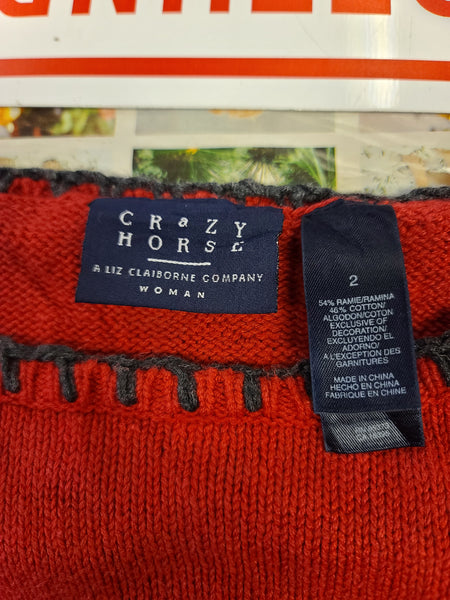 CRaZY
HORSE
A LIZ CLAIBORNE COMPANY
WOMAN
2
54% RAMIE/RAMINA
46% COTTON/
ALGODON/COTON
EXCLUSIVE OF
DECORATION/
EXCLUYENDO EL
ADORNO/
A L'EXCEPTION DES
GARNITURES
MADE IN CHINA
HECHO EN CHINA
FABRIQUE EN CHINE